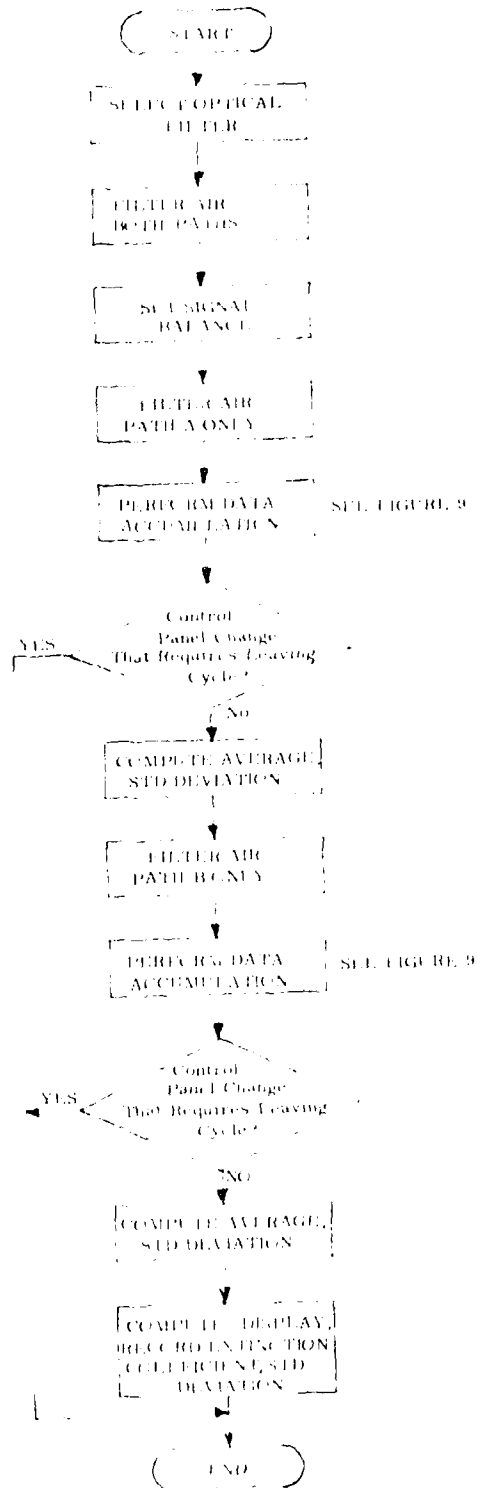 START
SELECT OPTICAL
FILTER
FILTER AIR
BOTH PATHS
SET SIGNAL
BALANCE
FILTER AIR
PATH A ONLY
PERFORM DATA
ACCUMULATION
SEE FIGURE 9
Control
Panel Change
That Requires Leaving
Cycle?
YES
No
COMPUTE AVERAGE,
STD DEVIATION
FILTER AIR
PATH B ONLY
PERFORM DATA
ACCUMULATION
SEE FIGURE 9
Control
Panel Change
That Requires Leaving
Cycle?
YES
NO
COMPUTE AVERAGE,
STD DEVIATION
COMPUTE, DISPLAY,
RECORD EXTINCTION
COEFFICIENT, STD
DEVIATION
END